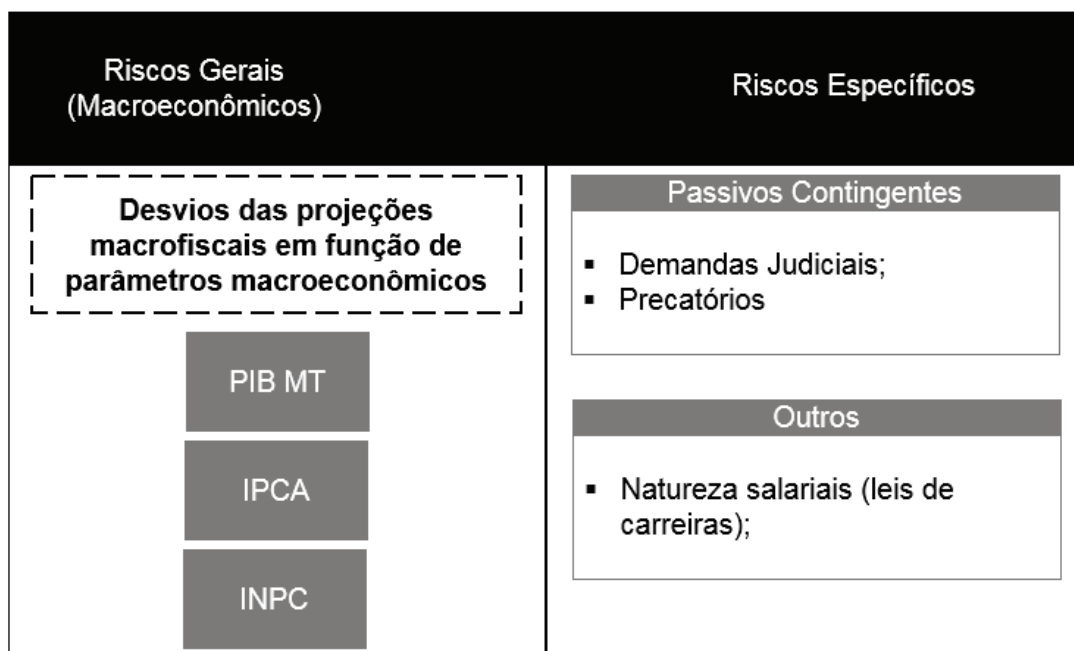 Riscos Gerais
(Macroeconômicos)
Riscos Específicos
Desvios das projeções
macrofiscais em função de
parâmetros macroeconômicos
PIB MT
IPCA
INPC
Passivos Contingentes
▪ Demandas Judiciais;
▪ Precatórios
Outros
▪ Natureza salariais (leis de
carreiras);